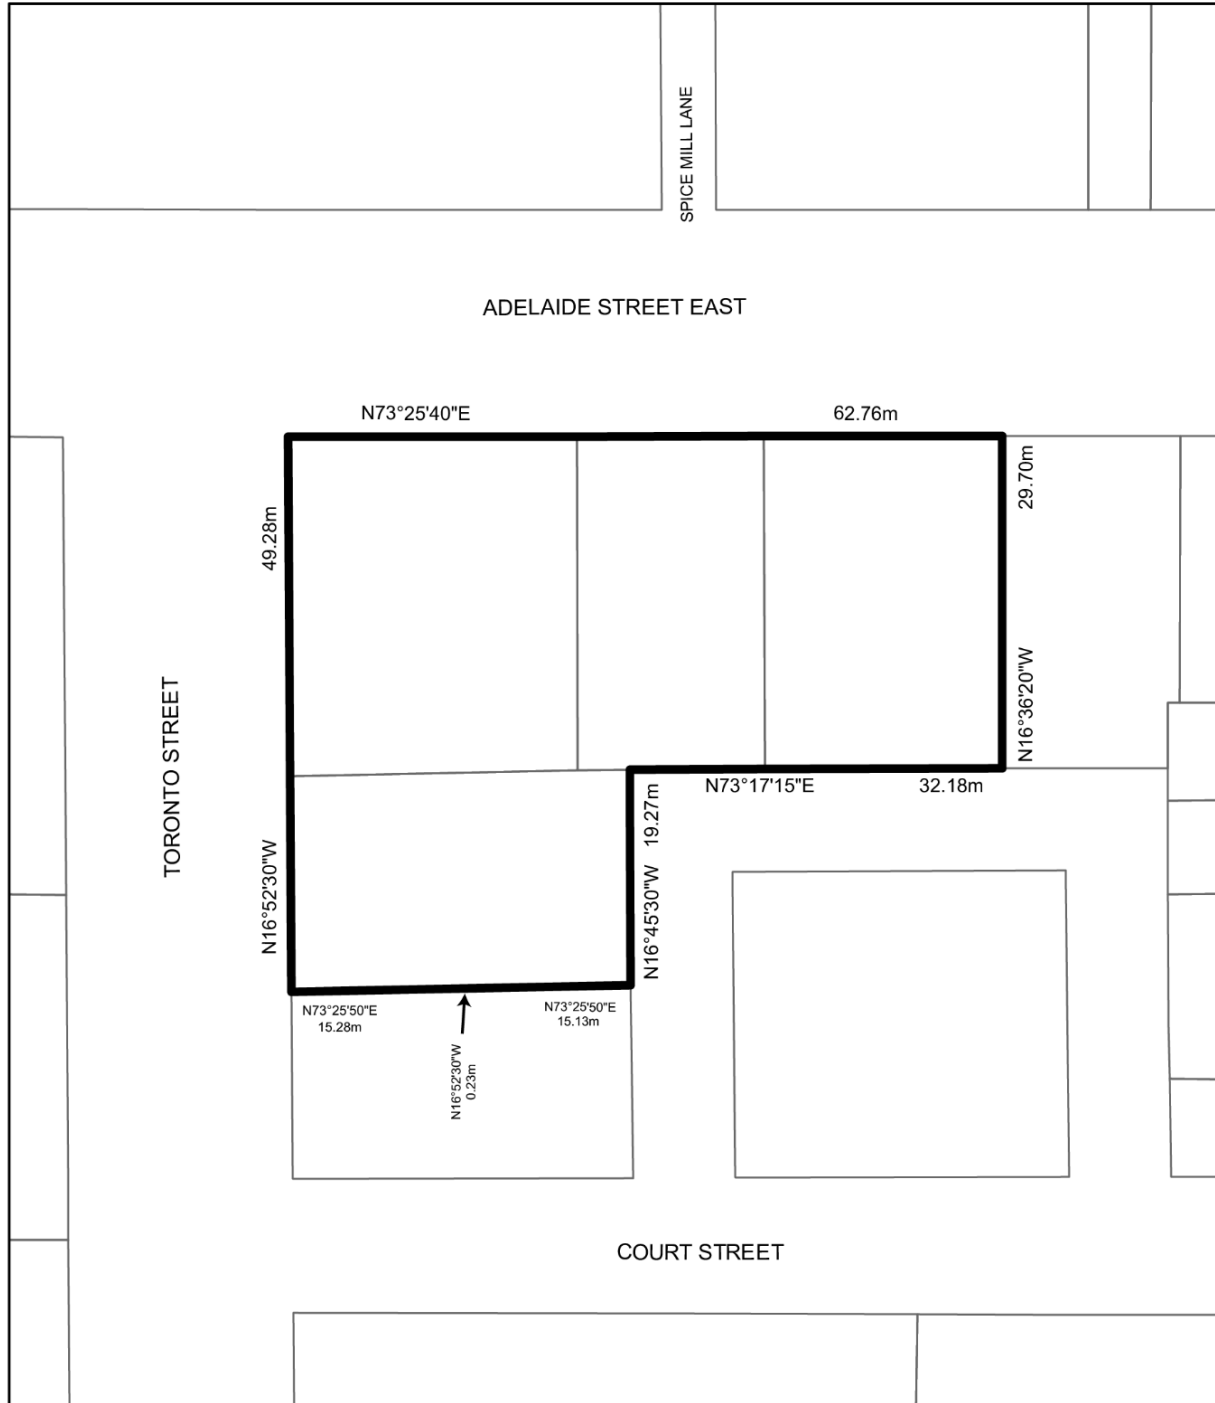 SPICE MILL LANE
ADELAIDE STREET EAST
N73°25'40"E
62.76m
49.28m
29.70m
N16°36'20"W
TORONTO STREET
N73°17'15"E
32.18m
19.27m
N16°52'30"W
N16°45'30"W
N73°25'50"E
15.28m
N73°25'50"E
15.13m
N16°52'30"W
0.23m
COURT STREET